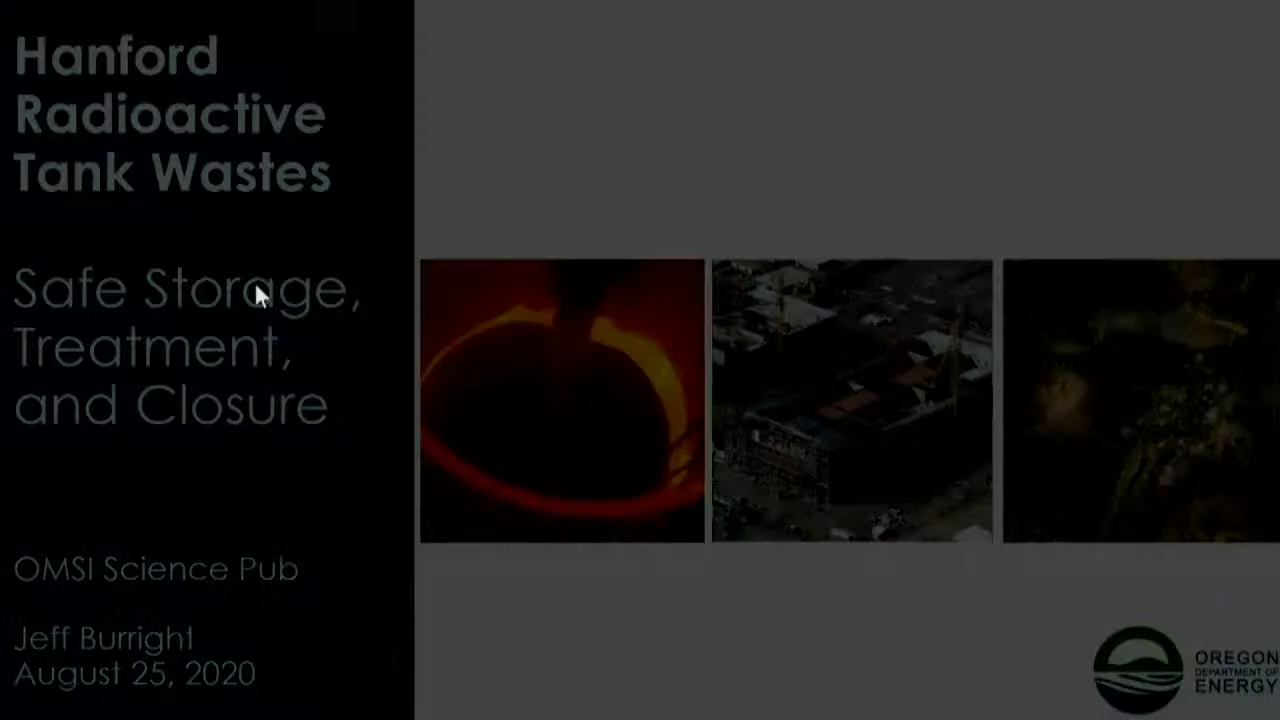 Hanford
Radioactive
Tank Wastes
Safe Storage,
Treatment,
and Closure
OMSI Science Pub
Jeff Burright
August 25, 2020
OREGON
DEPARTMENT OF
ENERGY